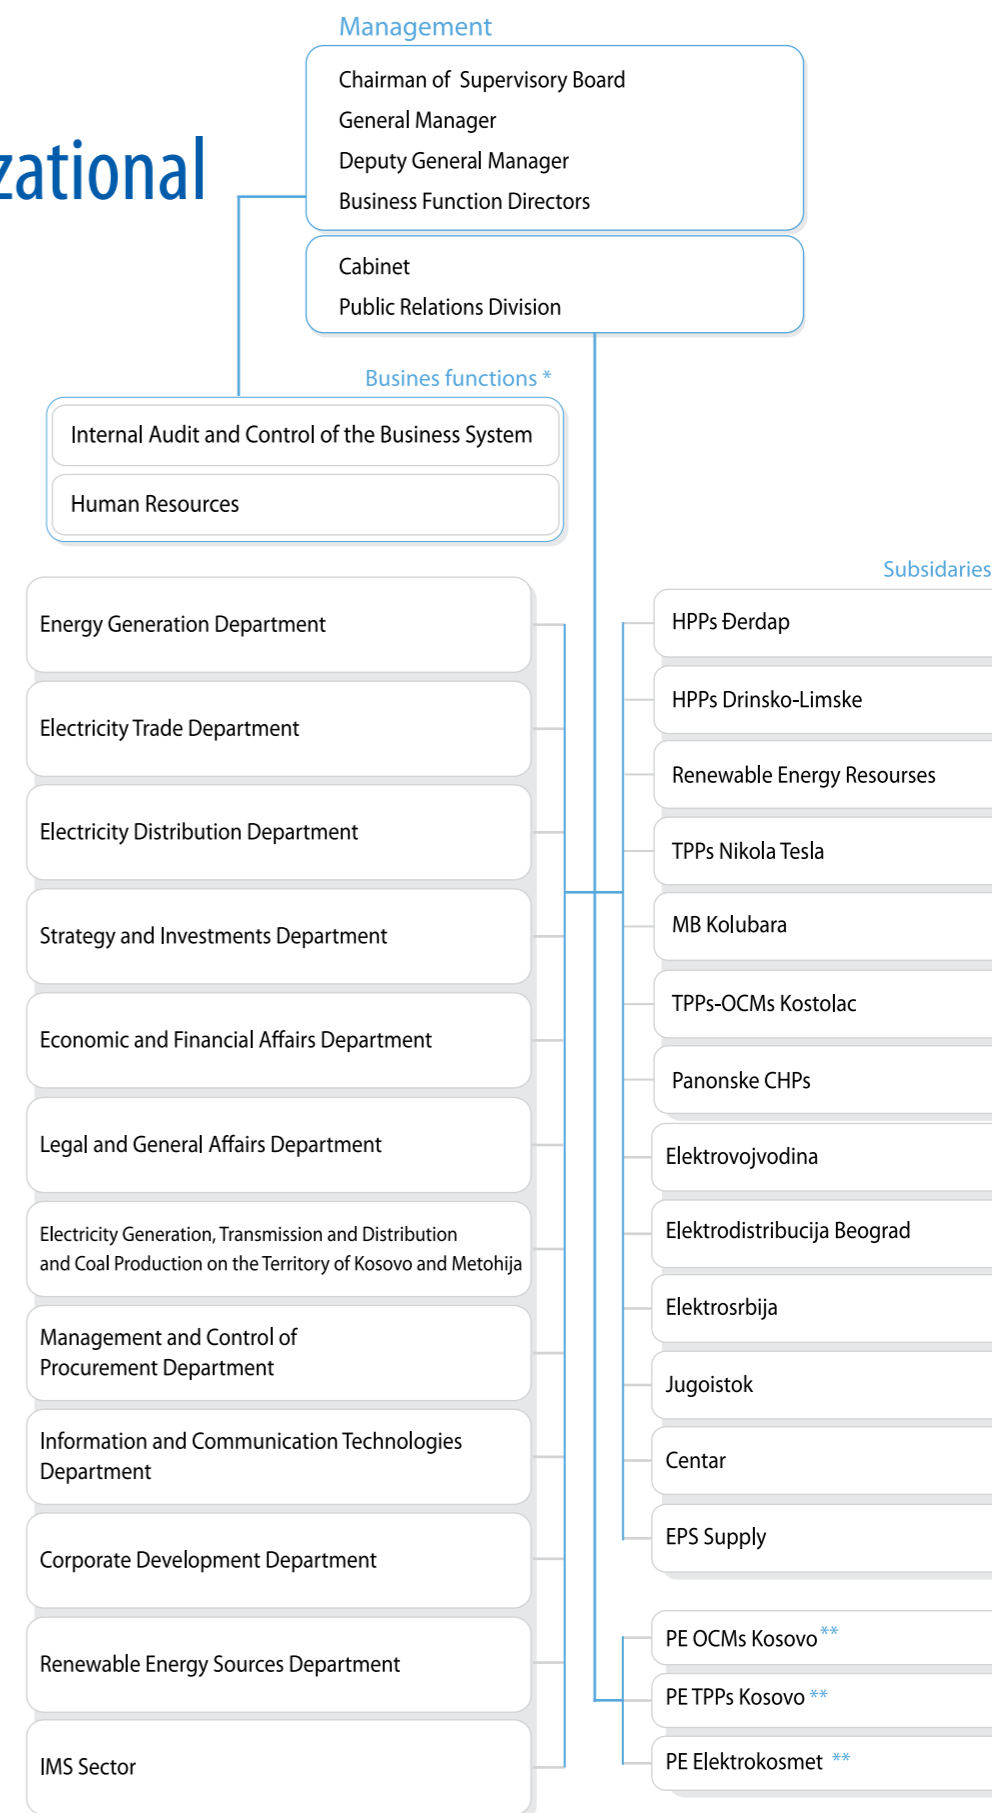 Management
Chairman of Supervisory Board
General Manager
Deputy General Manager
Business Function Directors
zational
Cabinet
Public Relations Division
Busines functions *
Internal Audit and Control of the Business System
Human Resources
Energy Generation Department
Electricity Trade Department
Electricity Distribution Department
Strategy and Investments Department
Economic and Financial Affairs Department
Legal and General Affairs Department
Electricity Generation, Transmission and Distribution
and Coal Production on the Territory of Kosovo and Metohija
Management and Control of
Procurement Department
Information and Communication Technologies
Department
Corporate Development Department
Renewable Energy Sources Department
IMS Sector
Subsidaries
HPPs Đerdap
HPPs Drinsko-Limske
Renewable Energy Resourses
TPPs Nikola Tesla
MB Kolubara
TPPs-OCMs Kostolac
Panonske CHPs
Elektrovojvodina
Elektrodistribucija Beograd
Elektrosrbija
Jugoistok
Centar
EPS Supply
PE OCMs Kosovo **
PE TPPs Kosovo **
PE Elektrokosmet **